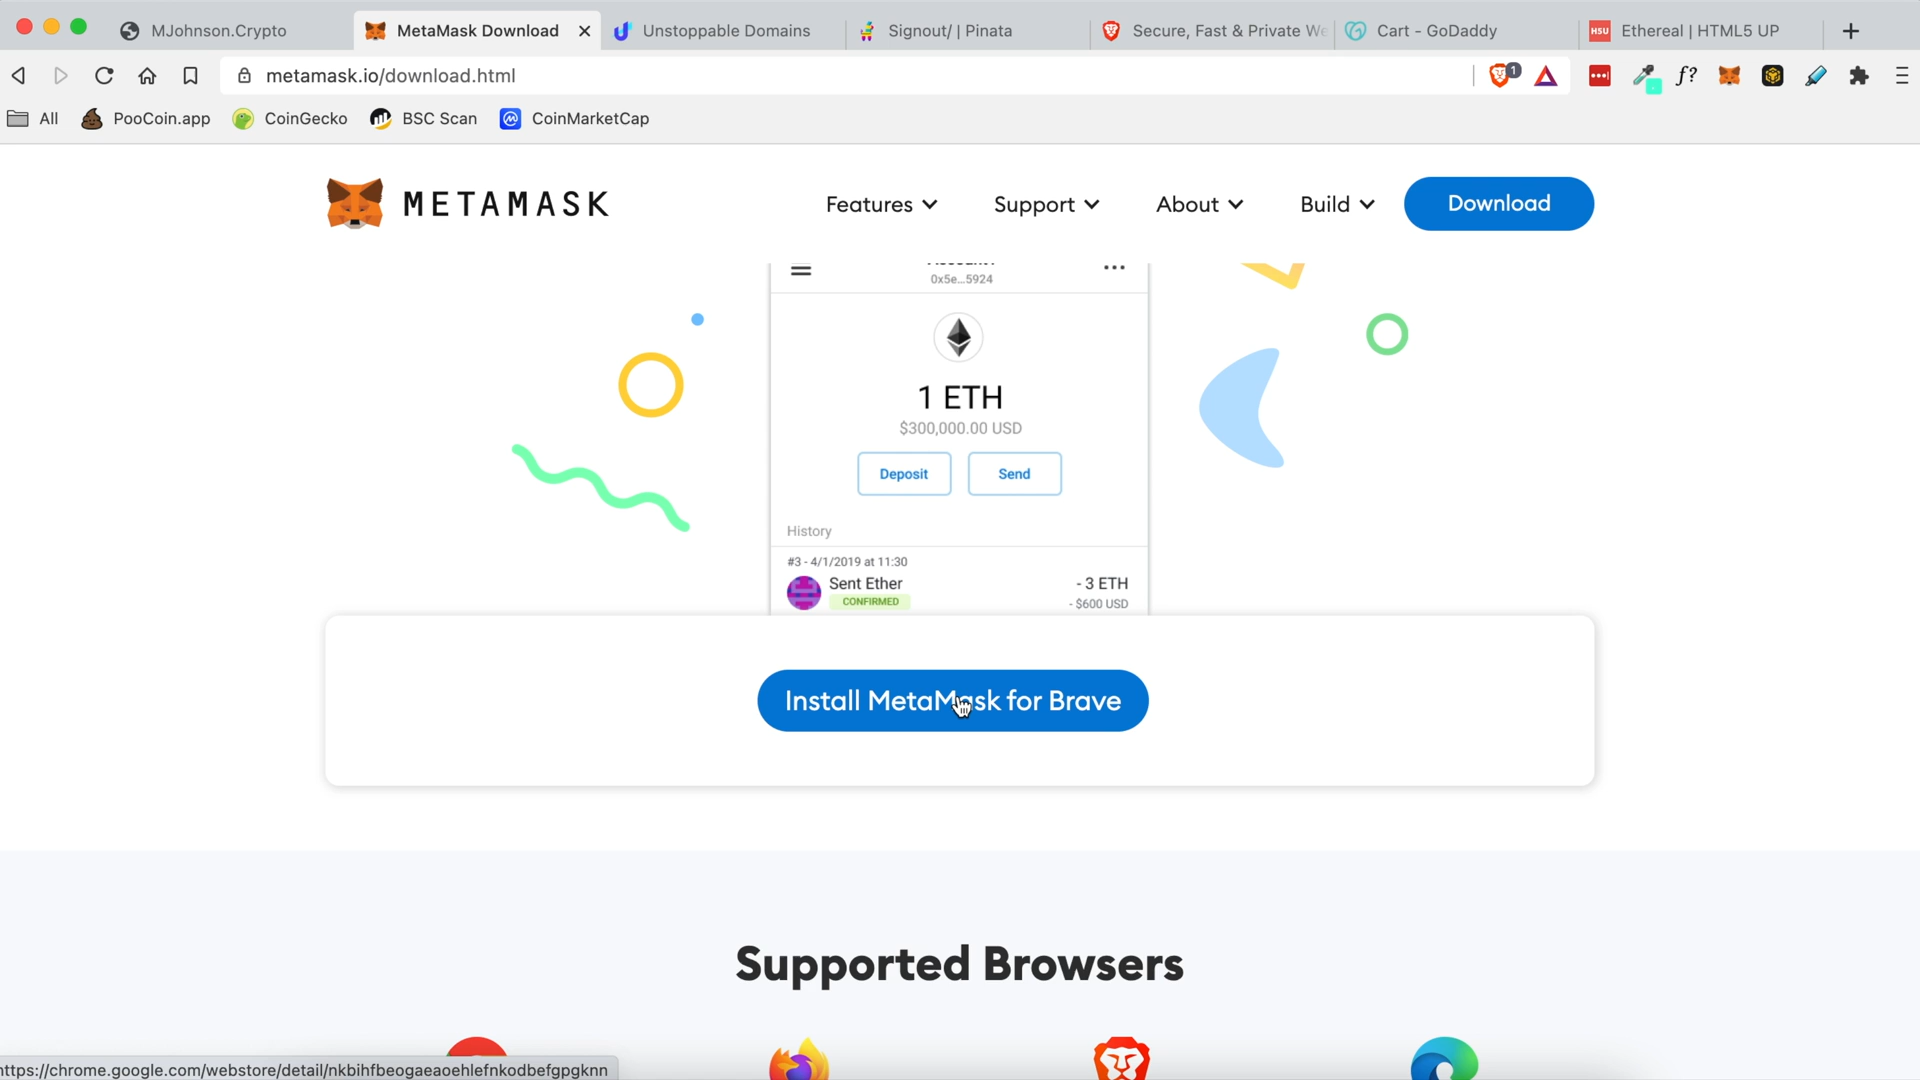 MJohnson.Crypto
MetaMask Download
Unstoppable Domains
Signout/ | Pinata
Secure, Fast & Private We
Cart - GoDaddy
HSU
Ethereal | HTML5 UP
metamask.io/download.html
1
f?
All
PooCoin.app
CoinGecko
BSC Scan
CoinMarketCap
METAMASK
Features
Support
About
Build
Download
0x5e...5924
1 ETH
$300,000.00 USD
Deposit
Send
History
#3 - 4/1/2019 at 11:30
Sent Ether
- 3 ETH
CONFIRMED
- $600 USD
Install MetaMask for Brave
Supported Browsers
https://chrome.google.com/webstore/detail/nkbihfbeogaeaoehlefnkodbefgpgknn